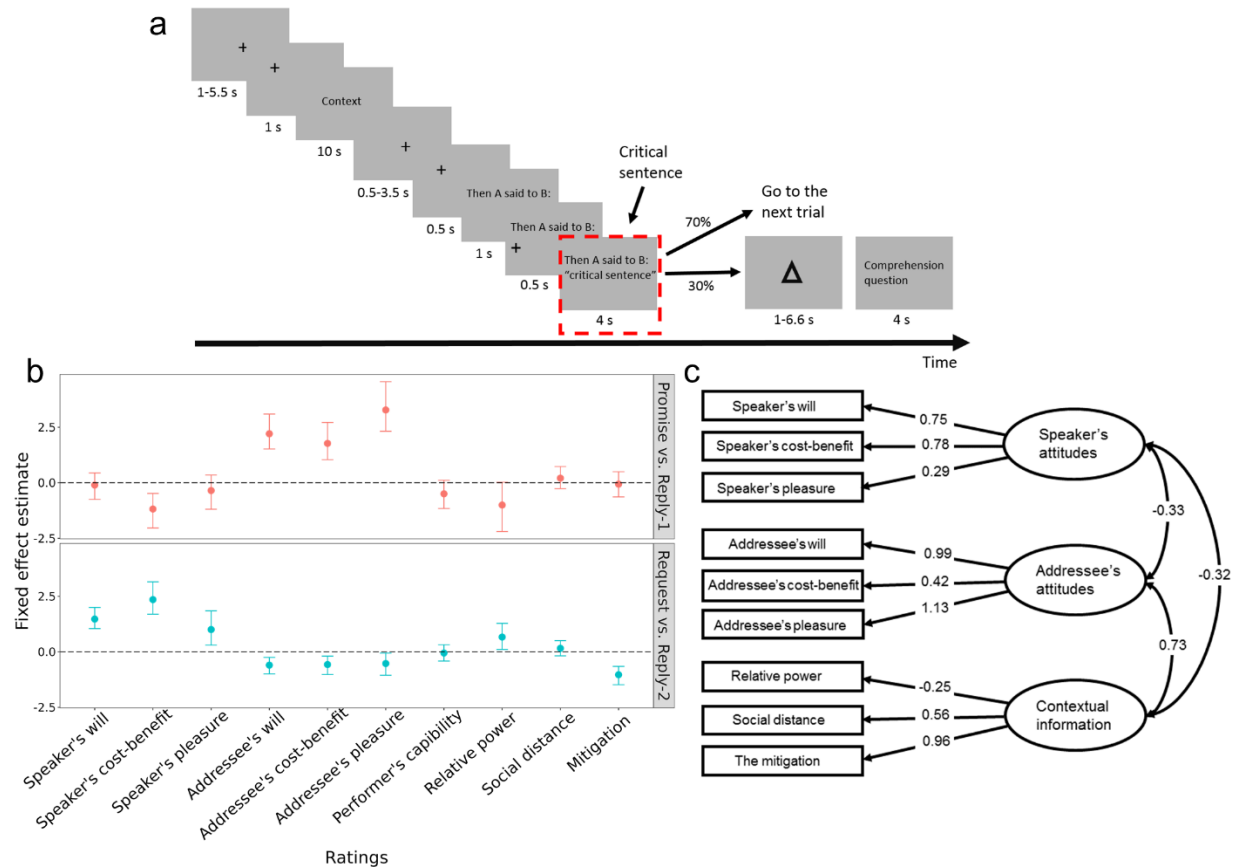 a
+
1-5.5 s
+
1 s
Context
10 s
+
0.5-3.5 s
+
0.5 s
Then A said to B:
1 s
Then A said to B:
+
0.5 s
Critical
sentence
Then A said to B:
“critical sentence”
4 s
70%
Go to the
next trial
30%
Δ
1-6.6 s
Comprehension
question
4 s
Time
b
Fixed effect estimate
2.5
0.0
-2.5
Promise vs. Reply-1
2.5
0.0
-2.5
Request vs. Reply-2
Speaker's will
Speaker's cost-benefit
Speaker's pleasure
Addressee's will
Addressee's cost-benefit
Addressee's pleasure
Performer's capibility
Relative power
Social distance
Mitigation
Ratings
c
Speaker's will
0.75
Speaker's cost-benefit
0.78
Speaker's pleasure
0.29
Speaker's
attitudes
Addressee's will
0.99
Addressee's cost-benefit
0.42
Addressee's pleasure
1.13
Addressee's
attitudes
Relative power
-0.25
Social distance
0.56
The mitigation
0.96
Contextual
information
-0.33
-0.32
0.73